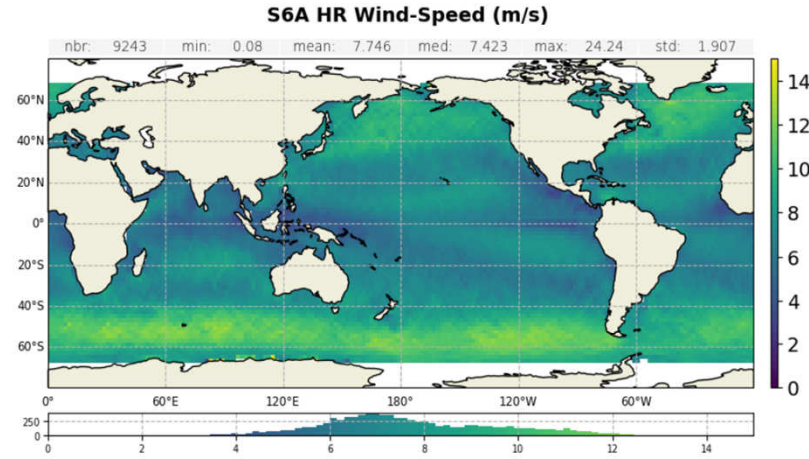 S6A HR Wind-Speed (m/s)
nbr: 9243 min: 0.08 mean: 7.746 med: 7.423 max: 24.24 std: 1.907
60°N
40°N
20°N
0°
20°S
40°S
60°S
0° 60°E 120°E 180° 120°W 60°W
14
12
10
8
6
4
2
0
250
0
0 2 4 6 8 10 12 14